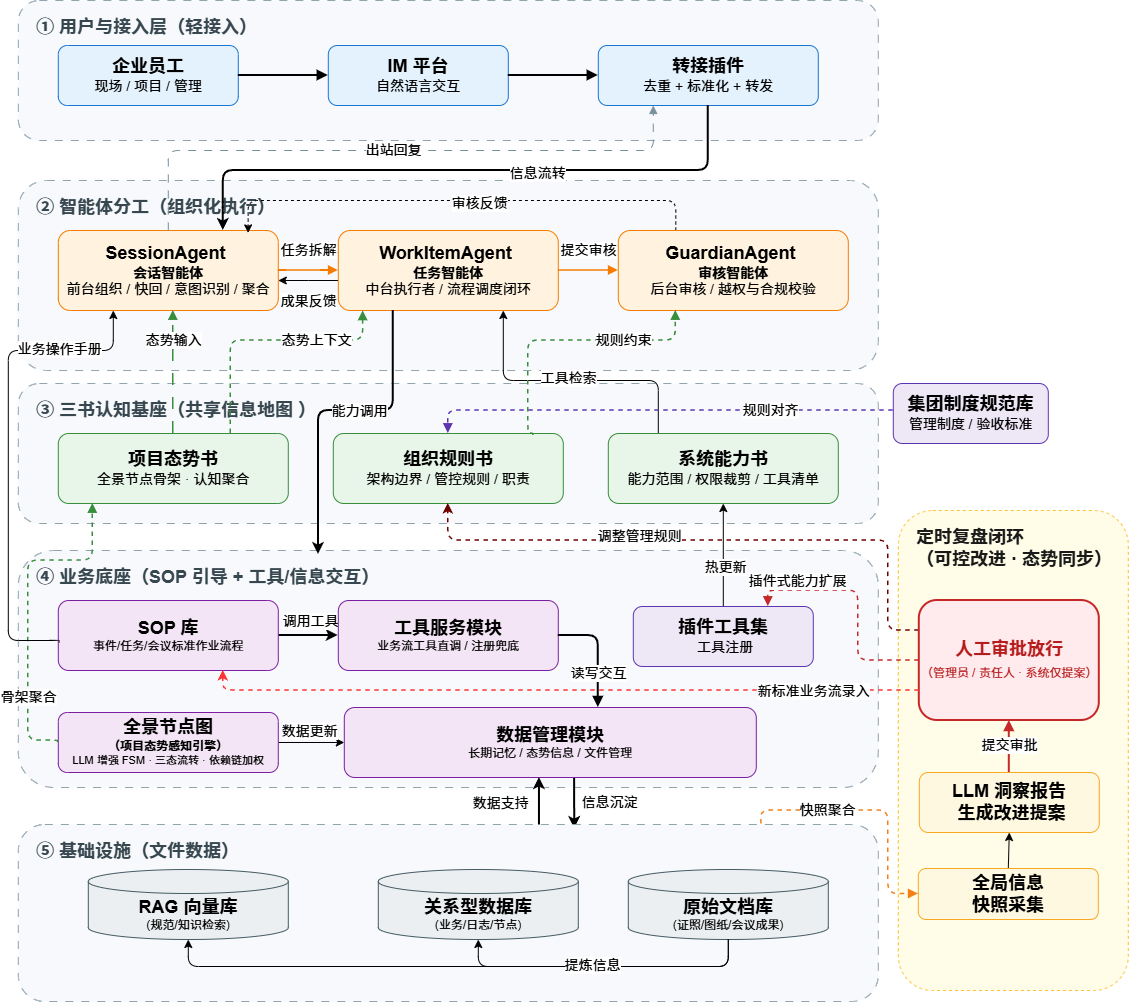 ① 用户与接入层（轻接入）
企业员工
现场 / 项目 / 管理
IM 平台
自然语言交互
转接插件
去重 + 标准化 + 转发
出站回复
信息流转
② 智能体分工（组织化执行）
审核反馈
SessionAgent
会话智能体
前台组织 / 快回 / 意图识别 / 聚合
任务拆解
成果反馈
WorkItemAgent
任务智能体
中台执行者 / 流程调度闭环
提交审核
GuardianAgent
审核智能体
后台审核 / 越权与合规校验
业务操作手册
态势输入
态势上下文
规则约束
工具检索
③ 三书认知基座（共享信息地图 ）
能力调用
规则对齐
集团制度规范库
管理制度 / 验收标准
项目态势书
全景节点骨架 · 认知聚合
组织规则书
架构边界 / 管控规则 / 职责
系统能力书
能力范围 / 权限裁剪 / 工具清单
调整管理规则
定时复盘闭环
（可控改进 · 态势同步）
④ 业务底座（SOP 引导 + 工具/信息交互）
热更新
插件式能力扩展
SOP 库
事件/任务/会议标准作业流程
调用工具
工具服务模块
业务流工具直调 / 注册兜底
插件工具集
工具注册
人工审批放行
（管理员 / 责任人 · 系统仅提案）
读写交互
新标准业务流录入
骨架聚合
全景节点图
（项目态势感知引擎）
LLM 增强 FSM · 三态流转 · 依赖链加权
数据更新
数据管理模块
长期记忆 / 态势信息 / 文件管理
提交审批
LLM 洞察报告
生成改进提案
数据支持
信息沉淀
快照聚合
⑤ 基础设施（文件数据）
全局信息
快照采集
RAG 向量库
(规范/知识检索)
关系型数据库
(业务/日志/节点)
原始文档库
(证照/图纸/会议成果)
提炼信息